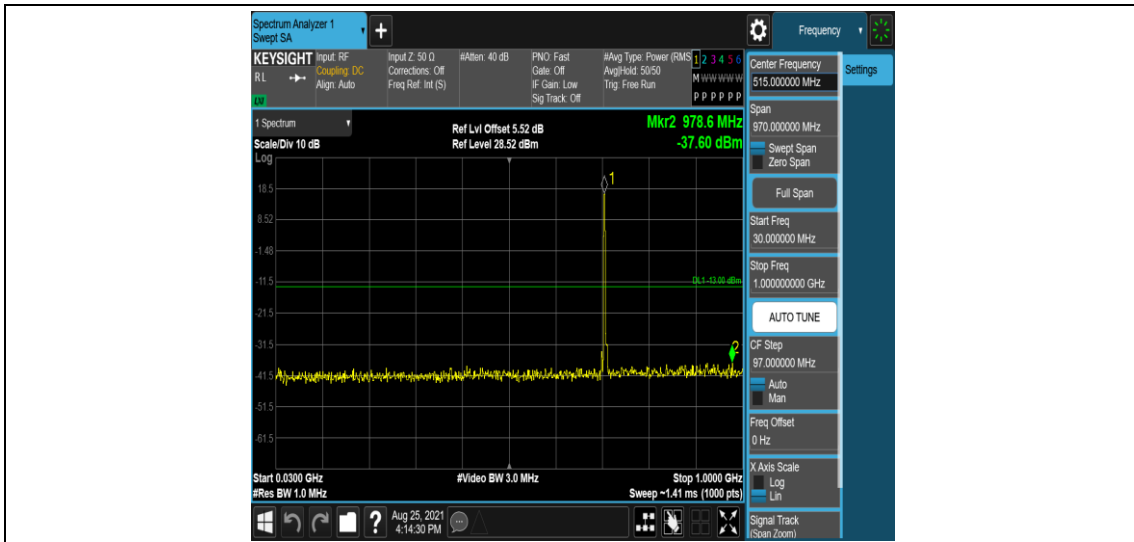 Spectrum Analyzer 1
Swept SA
Frequency
KEYSIGHT
RL
LXI
Input: RF
Coupling: DC
Align: Auto
Input Z: 50 Ω
Corrections: Off
Freq Ref: Int (S)
#Atten: 40 dB
PNO: Fast
Gate: Off
IF Gain: Low
Sig Track: Off
#Avg Type: Power (RMS
Avg|Hold: 50/50
Trig: Free Run
1 2 3 4 5 6
M W W W W W
P P P P P P
1 Spectrum
Scale/Div 10 dB
Ref Lvl Offset 5.52 dB
Ref Level 28.52 dBm
Mkr2 978.6 MHz
-37.60 dBm
Log
18.5
8.52
-1.48
-11.5
-21.5
-31.5
-41.5
-51.5
-61.5
1
DL1 -13.00 dBm
2
Start 0.0300 GHz
#Res BW 1.0 MHz
#Video BW 3.0 MHz
Stop 1.0000 GHz
Sweep ~1.41 ms (1000 pts)
Aug 25, 2021
4:14:30 PM
Center Frequency
515.000000 MHz
Settings
Span
970.000000 MHz
Swept Span
Zero Span
Full Span
Start Freq
30.000000 MHz
Stop Freq
1.000000000 GHz
AUTO TUNE
CF Step
97.000000 MHz
Auto
Man
Freq Offset
0 Hz
X Axis Scale
Log
Lin
Signal Track
(Span Zoom)